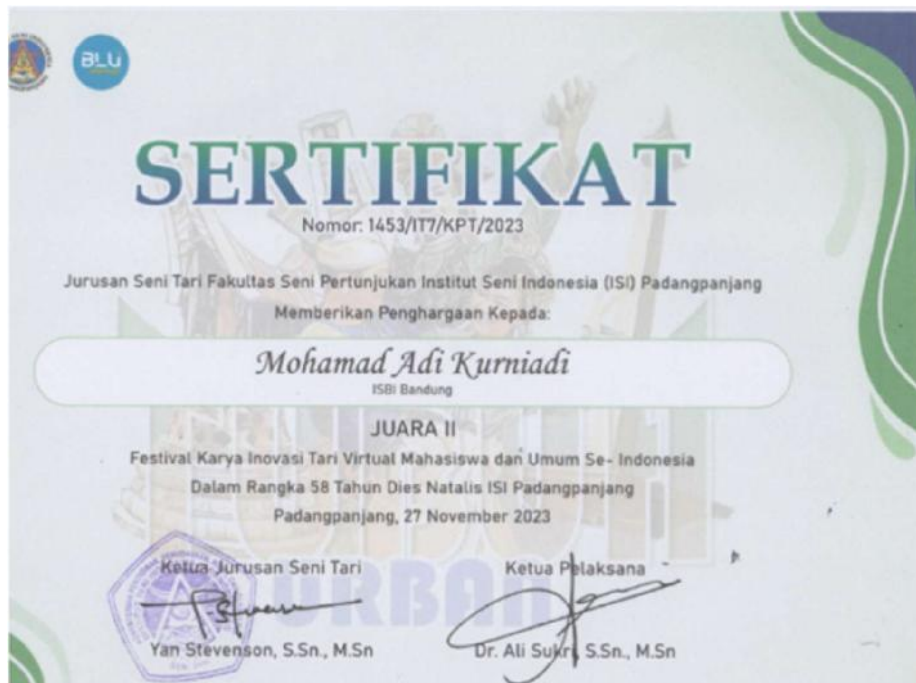 BLU
SERTIFIKAT
Nomor: 1453/IT7/KPT/2023
Jurusan Seni Tari Fakultas Seni Pertunjukan Institut Seni Indonesia (ISI) Padangpanjang
Memberikan Penghargaan Kepada:
Mohamad Adi Kurniadi
ISBI Bandung
JUARA II
Festival Karya Inovasi Tari Virtual Mahasiswa dan Umum Se- Indonesia
Dalam Rangka 58 Tahun Dies Natalis ISI Padangpanjang
Padangpanjang, 27 November 2023
URBAN
Ketua Jurusan Seni Tari
Ketua Pelaksana
Yan Stevenson, S.Sn., M.Sn
Dr. Ali Sukri, S.Sn., M.Sn